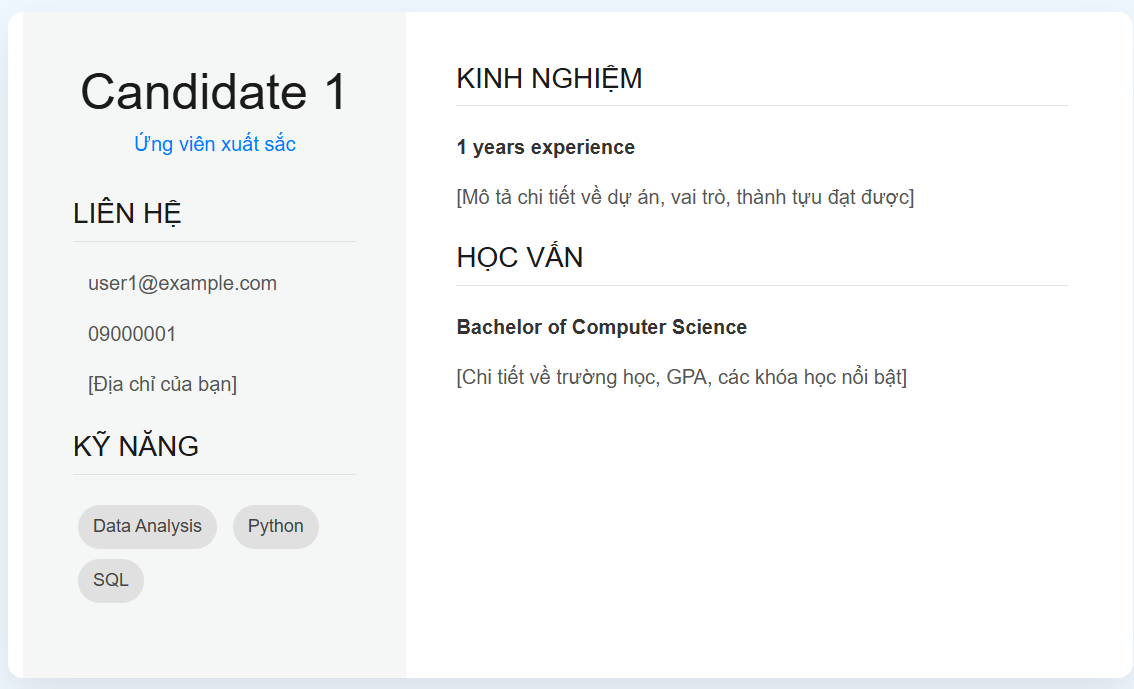 Candidate 1
Ứng viên xuất sắc
LIÊN HỆ
user1@example.com
09000001
[Địa chỉ của bạn]
KỸ NĂNG
Data Analysis
Python
SQL
KINH NGHIỆM
1 years experience
[Mô tả chi tiết về dự án, vai trò, thành tựu đạt được]
HỌC VẤN
Bachelor of Computer Science
[Chi tiết về trường học, GPA, các khóa học nổi bật]